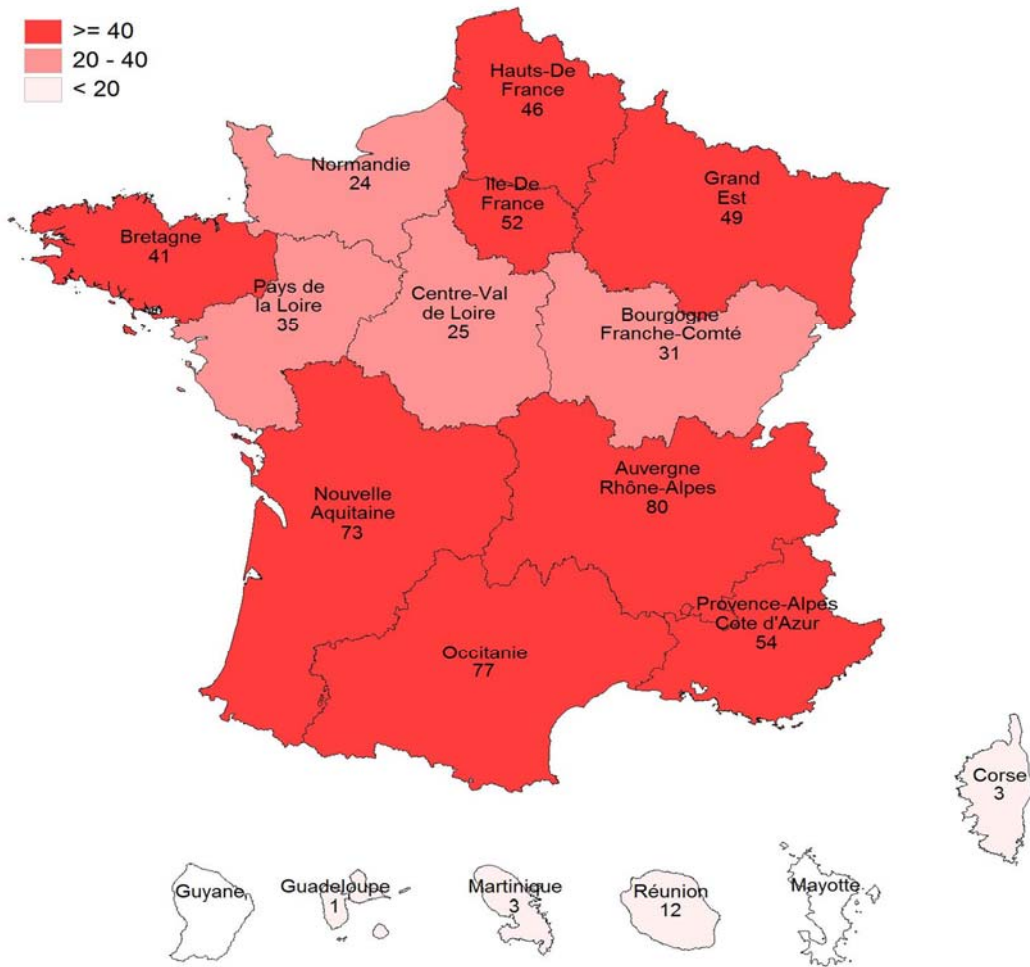 >= 40
20 - 40
< 20
Hauts-De
France
46
Normandie
24
Ile-De
France
52
Grand
Est
49
Bretagne
41
Pays de
la Loire
35
Centre-Val
de Loire
25
Bourgogne
Franche-Comté
31
Nouvelle
Aquitaine
73
Auvergne
Rhône-Alpes
80
Provence-Alpes
Cote d'Azur
54
Occitanie
77
Corse
3
Guyane
Guadeloupe
1
Martinique
3
Réunion
12
Mayotte